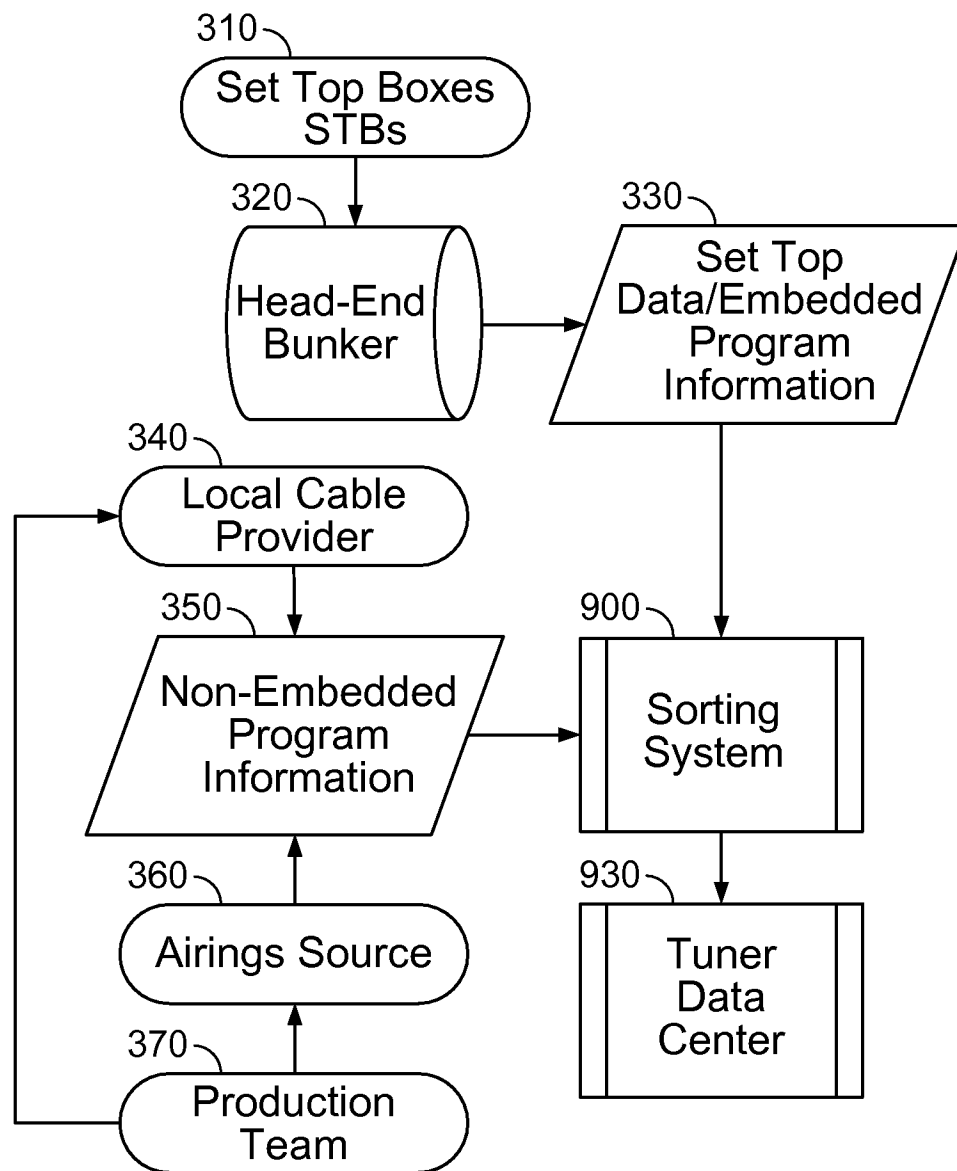 310
Set Top Boxes
STBs
320
Head-End
Bunker
330
Set Top
Data/Embedded
Program
Information
340
Local Cable
Provider
350
Non-Embedded
Program
Information
900
Sorting
System
360
Airings Source
930
Tuner
Data
Center
370
Production
Team